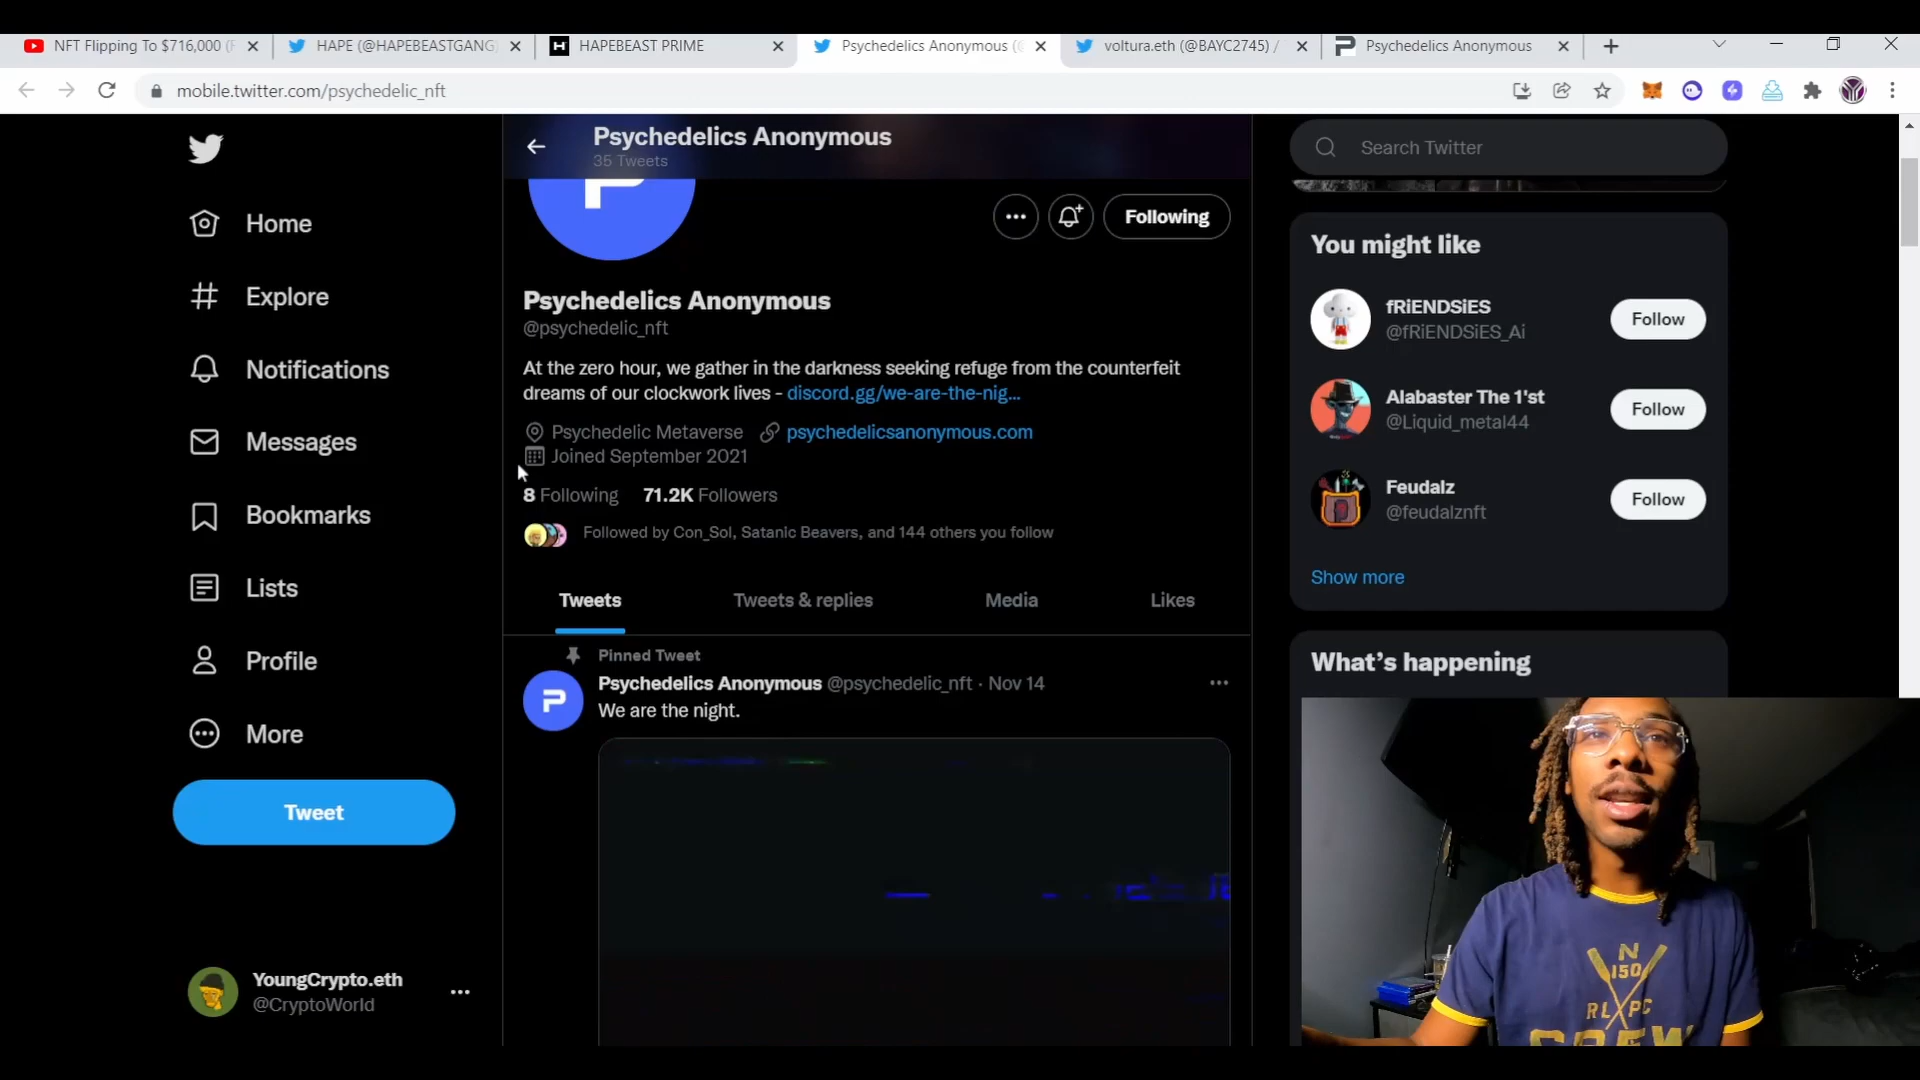 NFT Flipping To $716,000 (F
HAPE (@HAPEBEASTGANG)
HAPEBEAST PRIME
Psychedelics Anonymous (@
voltura.eth (@BAYC2745) /
Psychedelics Anonymous
mobile.twitter.com/psychedelic_nft
Psychedelics Anonymous
35 Tweets
Search Twitter
Home
Explore
Notifications
Messages
Bookmarks
Lists
Profile
More
Tweet
YoungCrypto.eth
@CryptoWorld
Following
Psychedelics Anonymous
@psychedelic_nft
At the zero hour, we gather in the darkness seeking refuge from the counterfeit
dreams of our clockwork lives - discord.gg/we-are-the-nig...
Psychedelic Metaverse psychedelicsanonymous.com
Joined September 2021
8 Following 71.2K Followers
Followed by Con_Sol, Satanic Beavers, and 144 others you follow
Tweets Tweets & replies Media Likes
Pinned Tweet
Psychedelics Anonymous @psychedelic_nft · Nov 14
We are the night.
You might like
fRiENDSiES
@fRiENDSiES_Ai
Follow
Alabaster The 1'st
@Liquid_metal44
Follow
Feudalz
@feudalznft
Follow
Show more
What's happening
N
150
RL PC
CREW